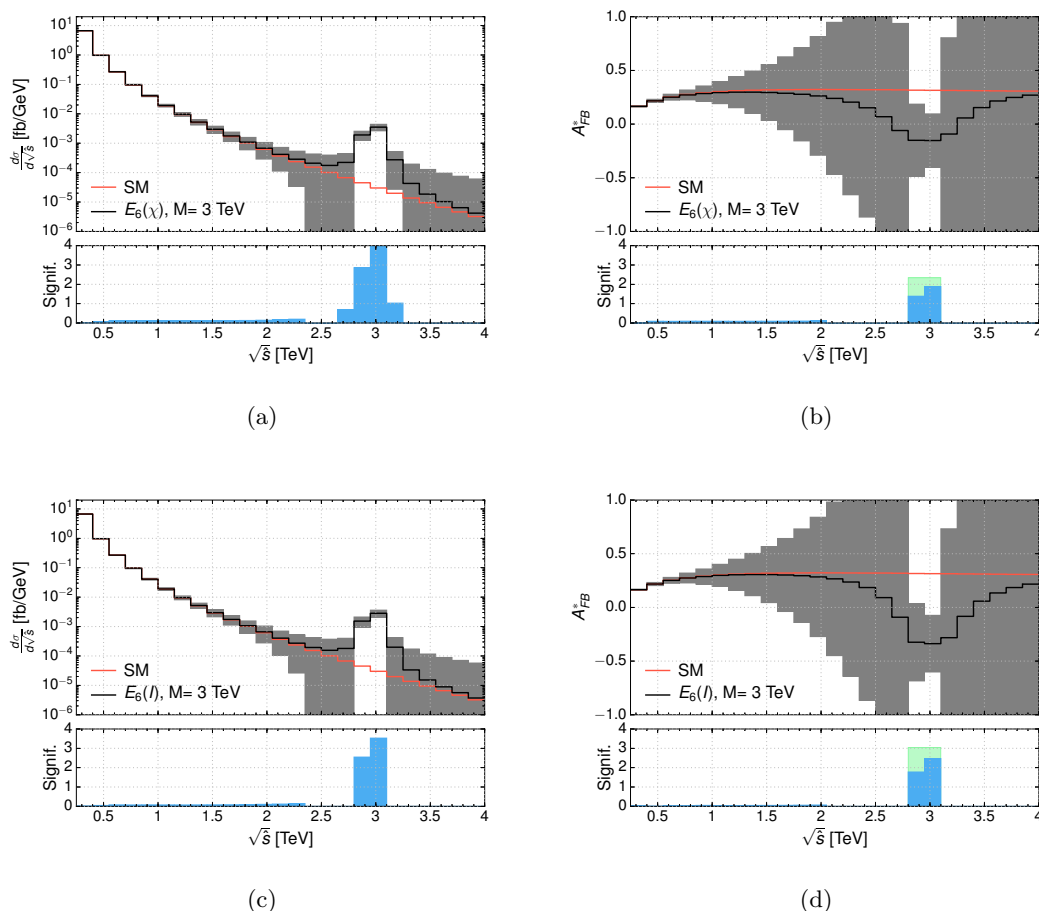 10^1
10^0
10^−1
10^−2
10^−3
10^−4
10^−5
10^−6
dσ/d√ŝ [fb/GeV]
SM
E_6(χ), M= 3 TeV
4
3
2
1
0
Signif.
0.5 1 1.5 2 2.5 3 3.5 4
√ŝ [TeV]
(a)
1.0
0.5
0.0
−0.5
−1.0
A*_FB
SM
E_6(χ), M= 3 TeV
4
3
2
1
0
Signif.
0.5 1 1.5 2 2.5 3 3.5 4
√ŝ [TeV]
(b)
10^1
10^0
10^−1
10^−2
10^−3
10^−4
10^−5
10^−6
dσ/d√ŝ [fb/GeV]
SM
E_6(I), M= 3 TeV
4
3
2
1
0
Signif.
0.5 1 1.5 2 2.5 3 3.5 4
√ŝ [TeV]
(c)
1.0
0.5
0.0
−0.5
−1.0
A*_FB
SM
E_6(I), M= 3 TeV
4
3
2
1
0
Signif.
0.5 1 1.5 2 2.5 3 3.5 4
√ŝ [TeV]
(d)